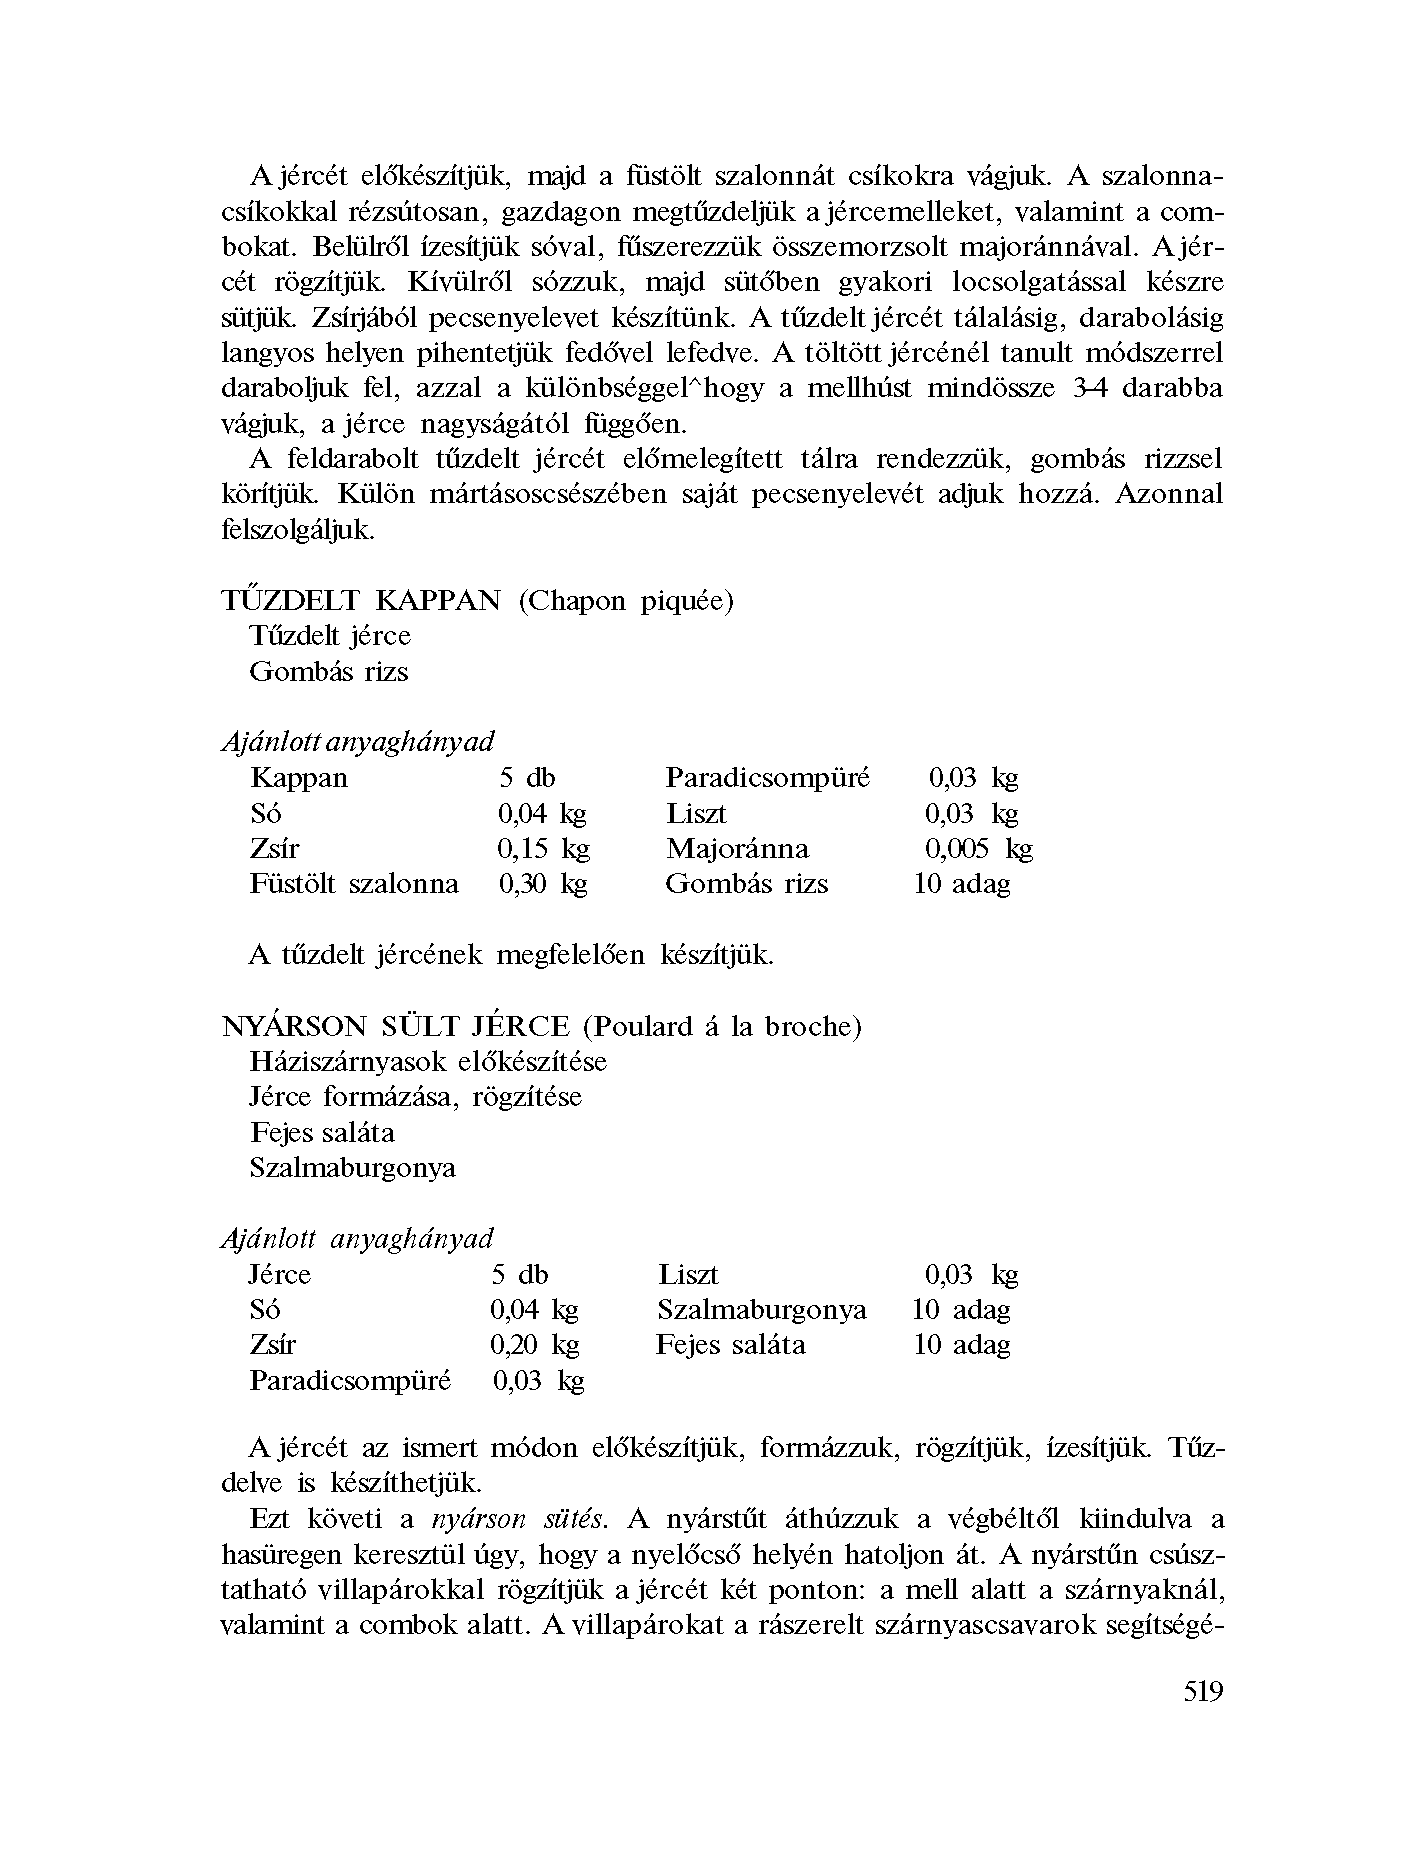 A jércét előkészítjük, majd a füstölt szalonnát csíkokra vágjuk. A szalonna-
csíkokkal rézsútosan, gazdagon megtűzdeljük a jércemelleket, valamint a com-
bokat. Belülről ízesítjük sóval, fűszerezzük összemorzsolt majoránnával. A jér-
cét rögzítjük. Kívülről sózzuk, majd sütőben gyakori locsolgatással készre
sütjük. Zsírjából pecsenyelevet készítünk. A tűzdelt jércét tálalásig, darabolásig
langyos helyen pihentetjük fedővel lefedve. A töltött jércénél tanult módszerrel
daraboljuk fel, azzal a különbséggel^hogy a mellhúst mindössze 3-4 darabba
vágjuk, a jérce nagyságától függően.
A feldarabolt tűzdelt jércét előmelegített tálra rendezzük, gombás rizzsel
körítjük. Külön mártásoscsészében saját pecsenyelevét adjuk hozzá. Azonnal
felszolgáljuk.
TŰZDELT KAPPAN (Chapon piquée)
Tűzdelt jérce
Gombás rizs
Ajánlott anyaghányad
Kappan 5 db Paradicsompüré 0,03 kg
Só 0,04 kg Liszt 0,03 kg
Zsír 0,15 kg Majoránna 0,005 kg
Füstölt szalonna 0,30 kg Gombás rizs 10 adag
A tűzdelt jércének megfelelően készítjük.
NYÁRSON SÜLT JÉRCE (Poulard á la broche)
Háziszárnyasok előkészítése
Jérce formázása, rögzítése
Fejes saláta
Szalmaburgonya
Ajánlott anyaghányad
Jérce 5 db Liszt 0,03 kg
Só 0,04 kg Szalmaburgonya 10 adag
Zsír 0,20 kg Fejes saláta 10 adag
Paradicsompüré 0,03 kg
A jércét az ismert módon előkészítjük, formázzuk, rögzítjük, ízesítjük. Tűz-
delve is készíthetjük.
Ezt követi a nyárson sütés. A nyárstűt áthúzzuk a végbéltől kiindulva a
hasüregen keresztül úgy, hogy a nyelőcső helyén hatoljon át. A nyárstűn csúsz-
tatható villapárokkal rögzítjük a jércét két ponton: a mell alatt a szárnyaknál,
valamint a combok alatt. A villapárokat a rászerelt szárnyascsavarok segítségé-
519